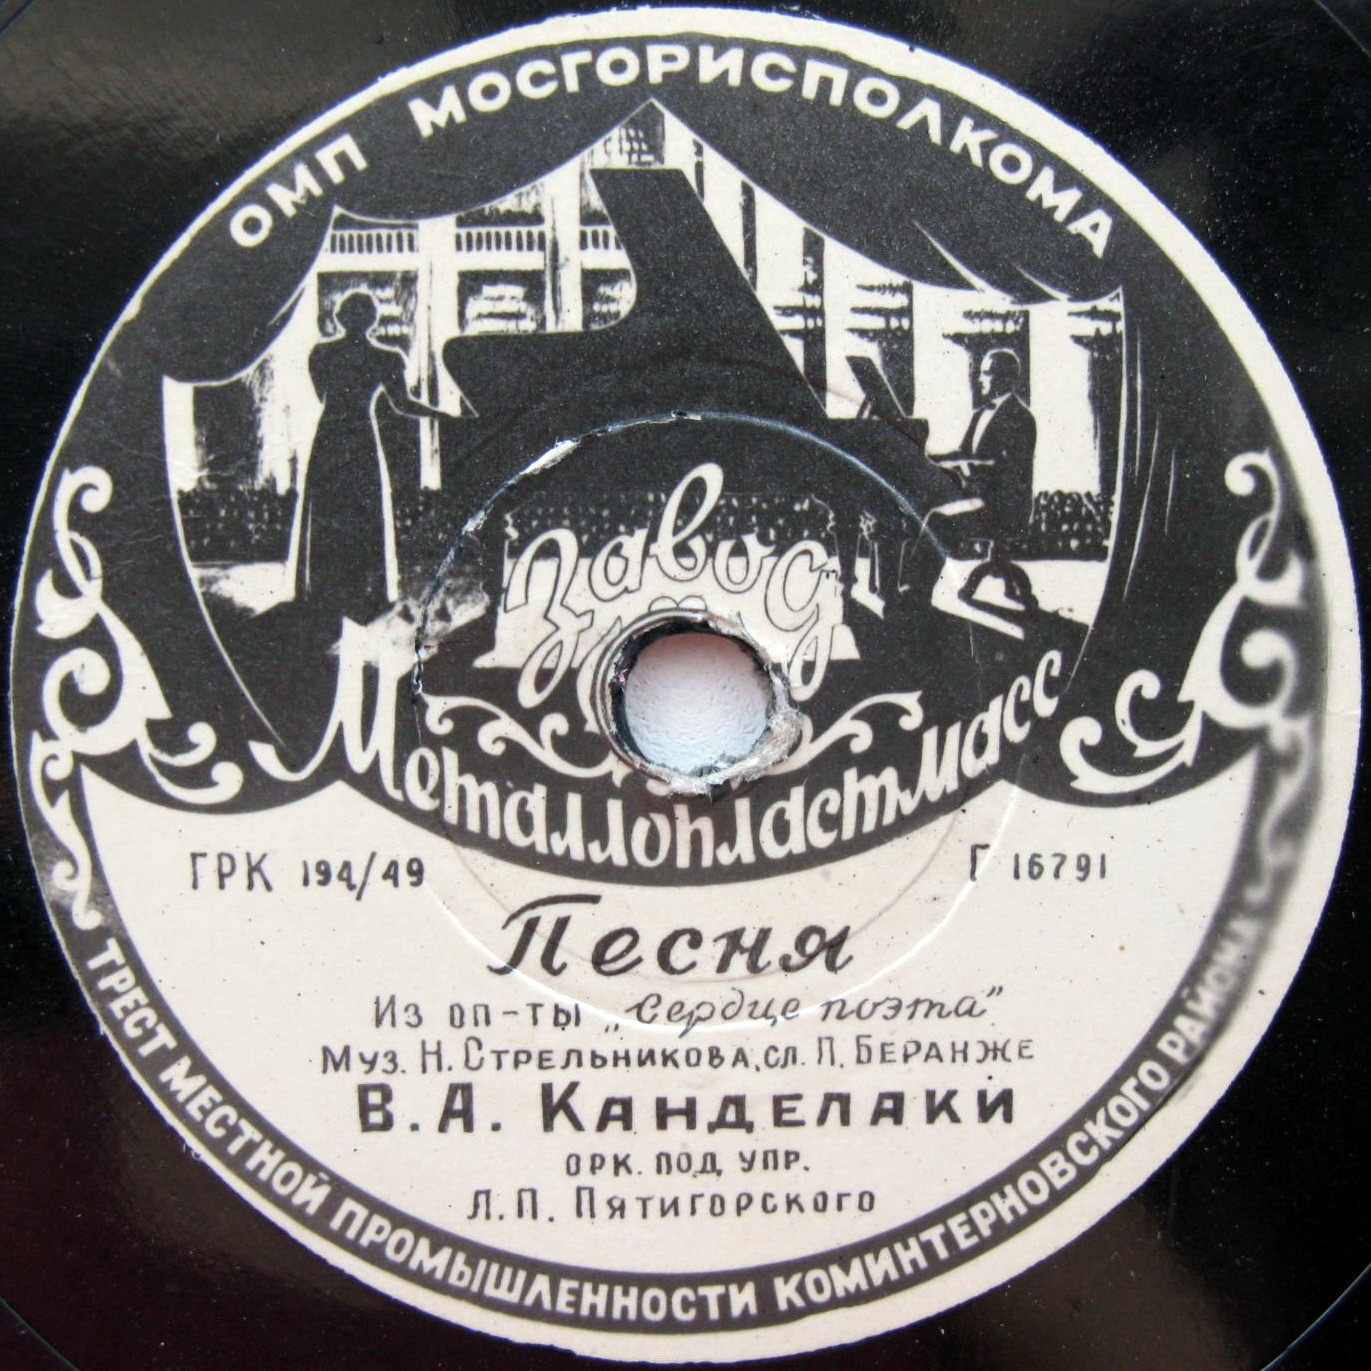 ОМП МОСГОРИСПОЛКОМА
Завод
Металлопластмасс
ГРК 194/49
Г 16791
Песня
Из оп-ты „Сердце поэта”
Муз. Н. Стрельникова, сл. П. Беранже
В. А. Канделаки
орк. под упр.
Л. П. Пятигорского
ТРЕСТ МЕСТНОЙ ПРОМЫШЛЕННОСТИ КОМИНТЕРНОВСКОГО РАЙОНА